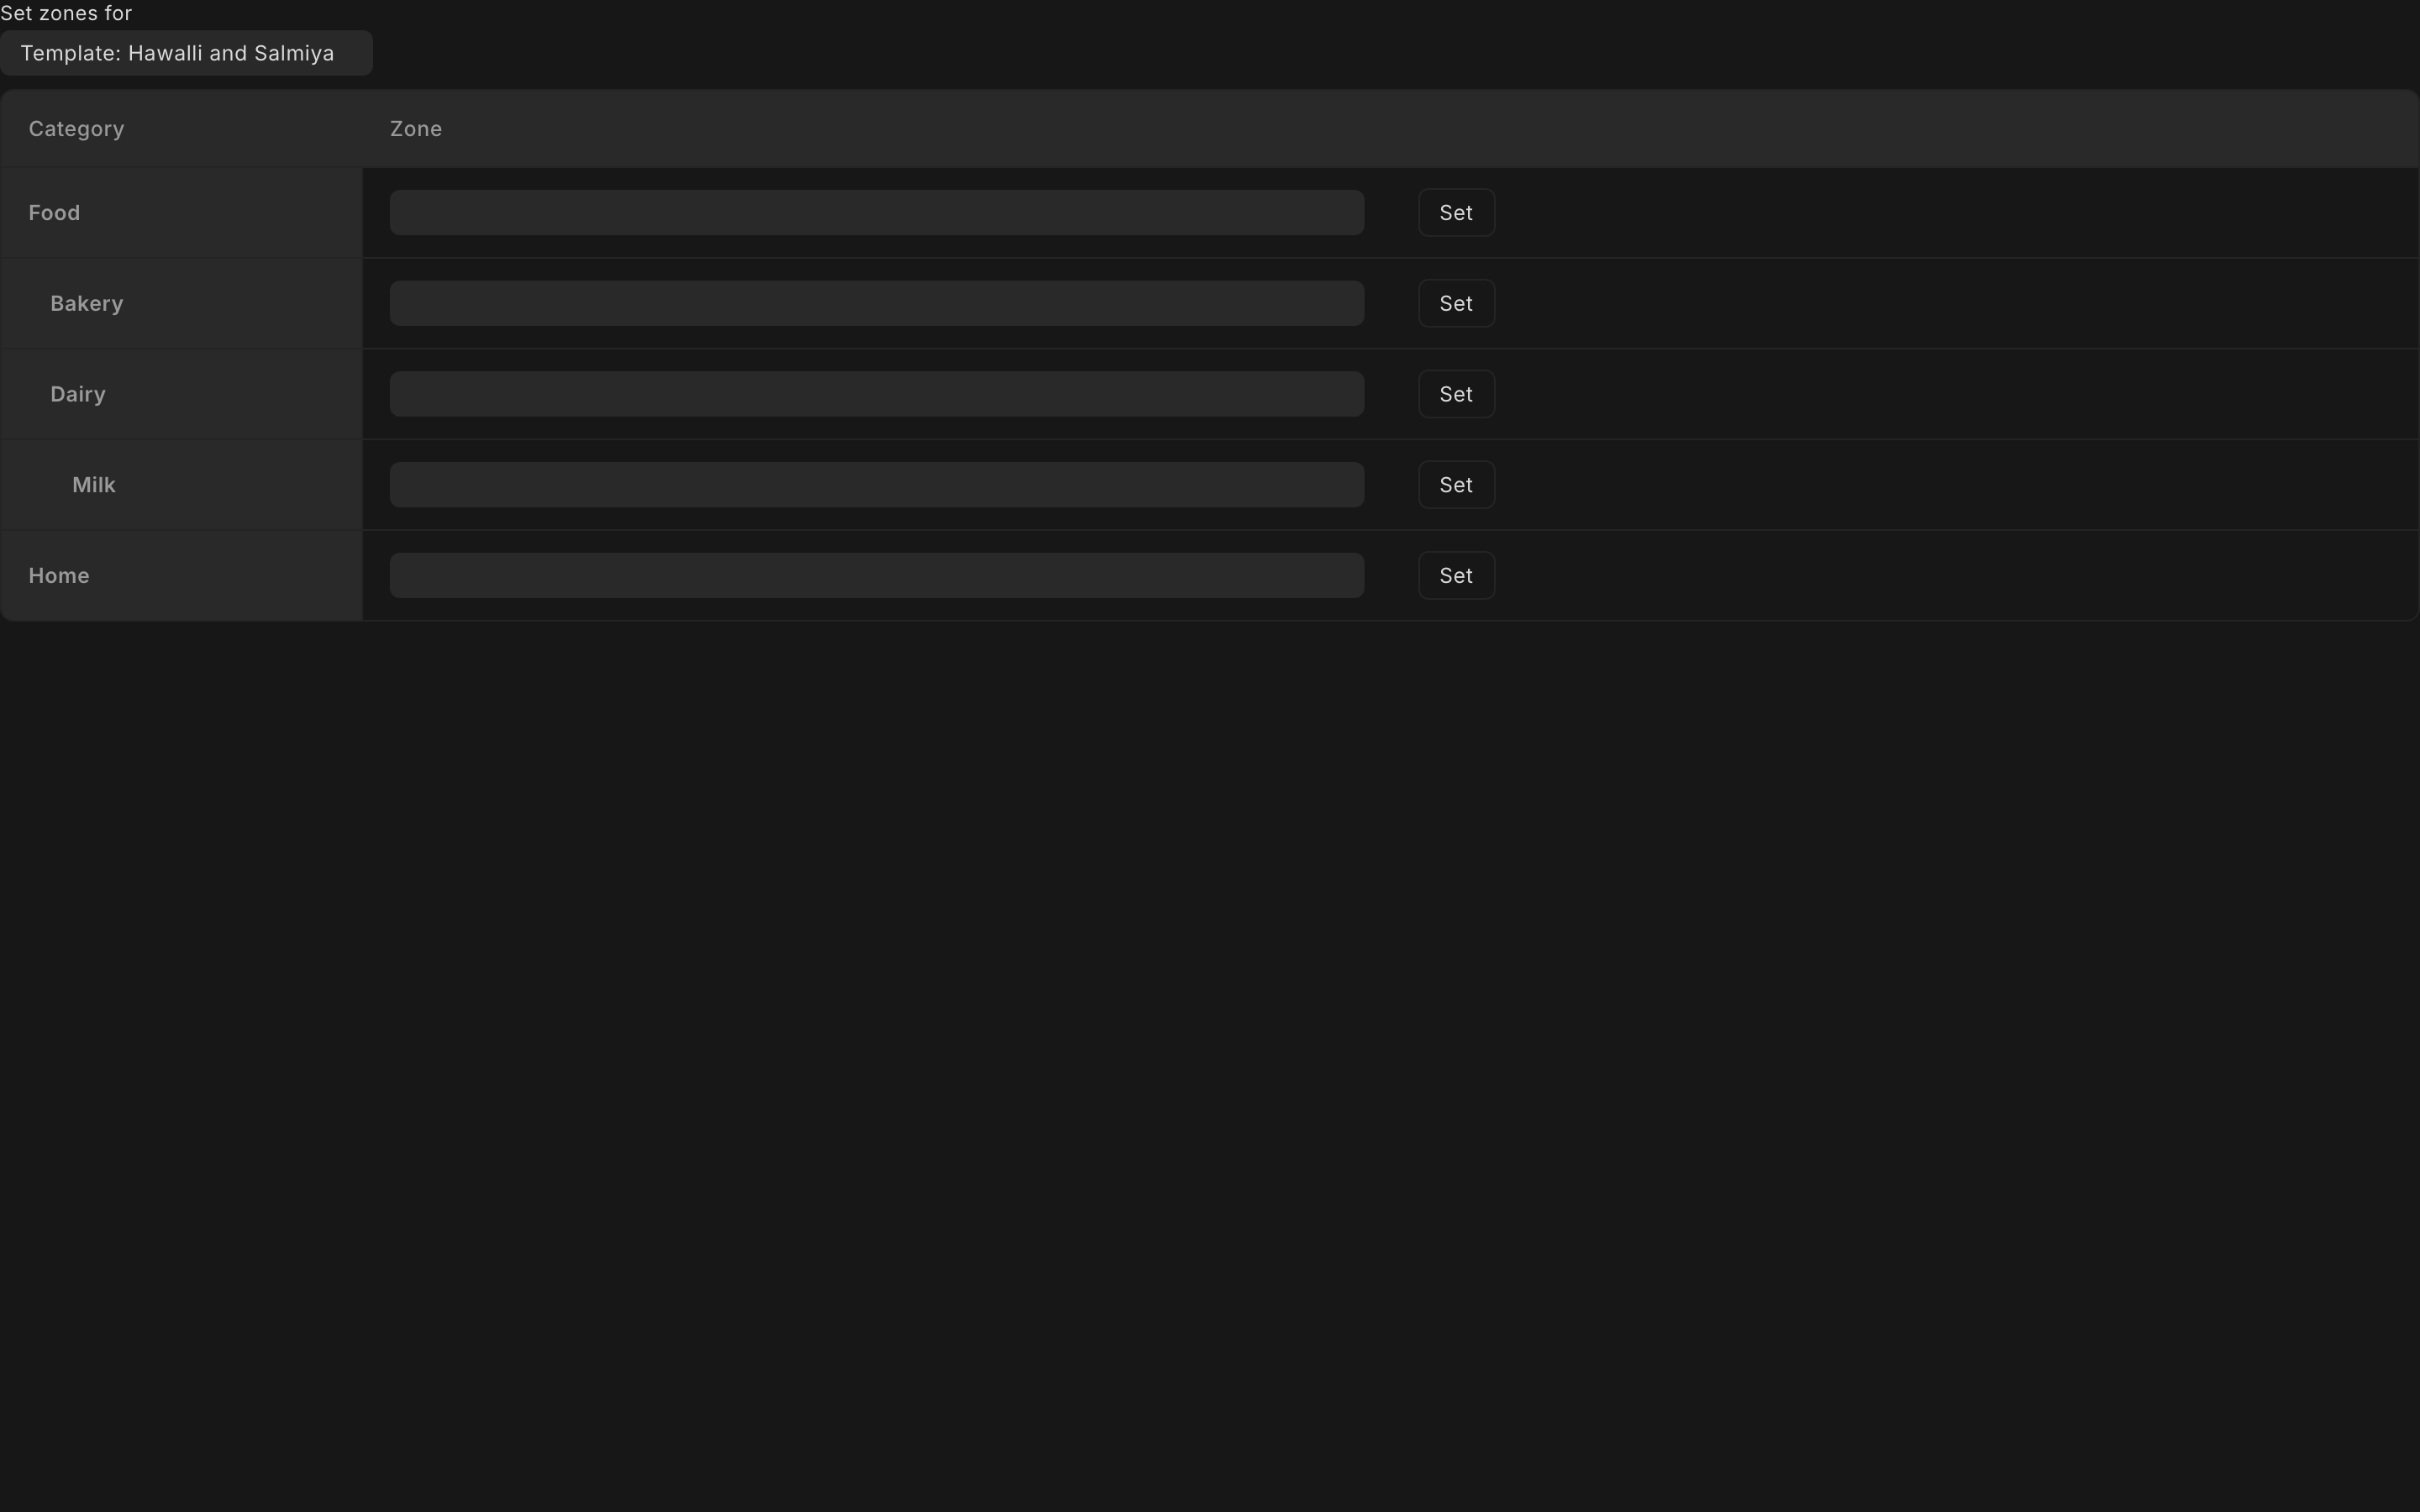 Set zones for
Template: Hawalli and Salmiya
Category Zone
Food Set
Bakery Set
Dairy Set
Milk Set
Home Set